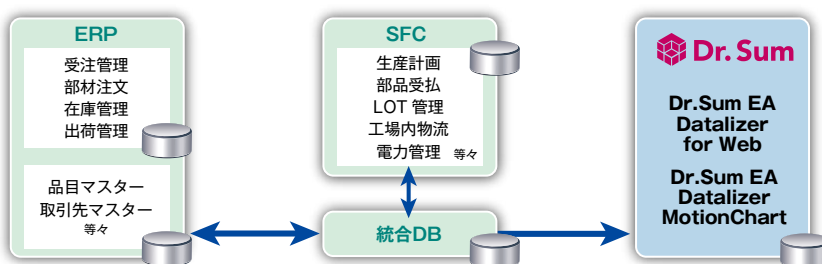 ERP
受注管理
部材注文
在庫管理
出荷管理
品目マスター
取引先マスター
等々
SFC
生産計画
部品受払
LOT 管理
工場内物流
電力管理 等々
統合DB
Dr.Sum
Dr.Sum EA
Datalizer
for Web
Dr.Sum EA
Datalizer
MotionChart